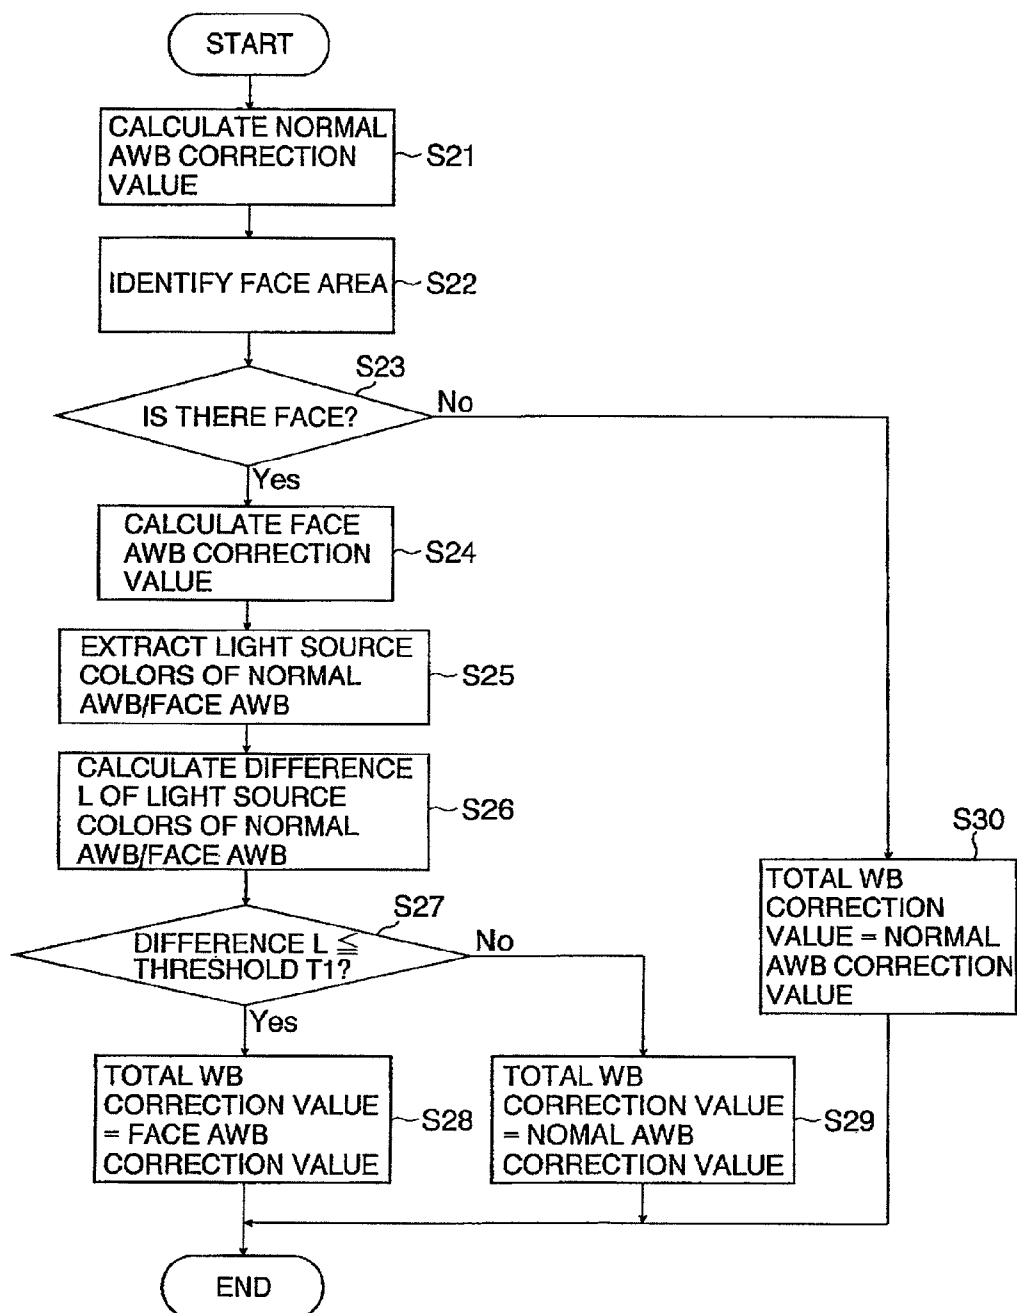 START
CALCULATE NORMAL
AWB CORRECTION
VALUE
S21
IDENTIFY FACE AREA
S22
S23
IS THERE FACE?
No
Yes
CALCULATE FACE
AWB CORRECTION
VALUE
S24
EXTRACT LIGHT SOURCE
COLORS OF NORMAL
AWB/FACE AWB
S25
CALCULATE DIFFERENCE
L OF LIGHT SOURCE
COLORS OF NORMAL
AWB/FACE AWB
S26
S27
DIFFERENCE L ≦
THRESHOLD T1?
No
Yes
TOTAL WB
CORRECTION VALUE
= FACE AWB
CORRECTION VALUE
S28
TOTAL WB
CORRECTION VALUE
= NOMAL AWB
CORRECTION VALUE
S29
S30
TOTAL WB
CORRECTION
VALUE = NORMAL
AWB CORRECTION
VALUE
END